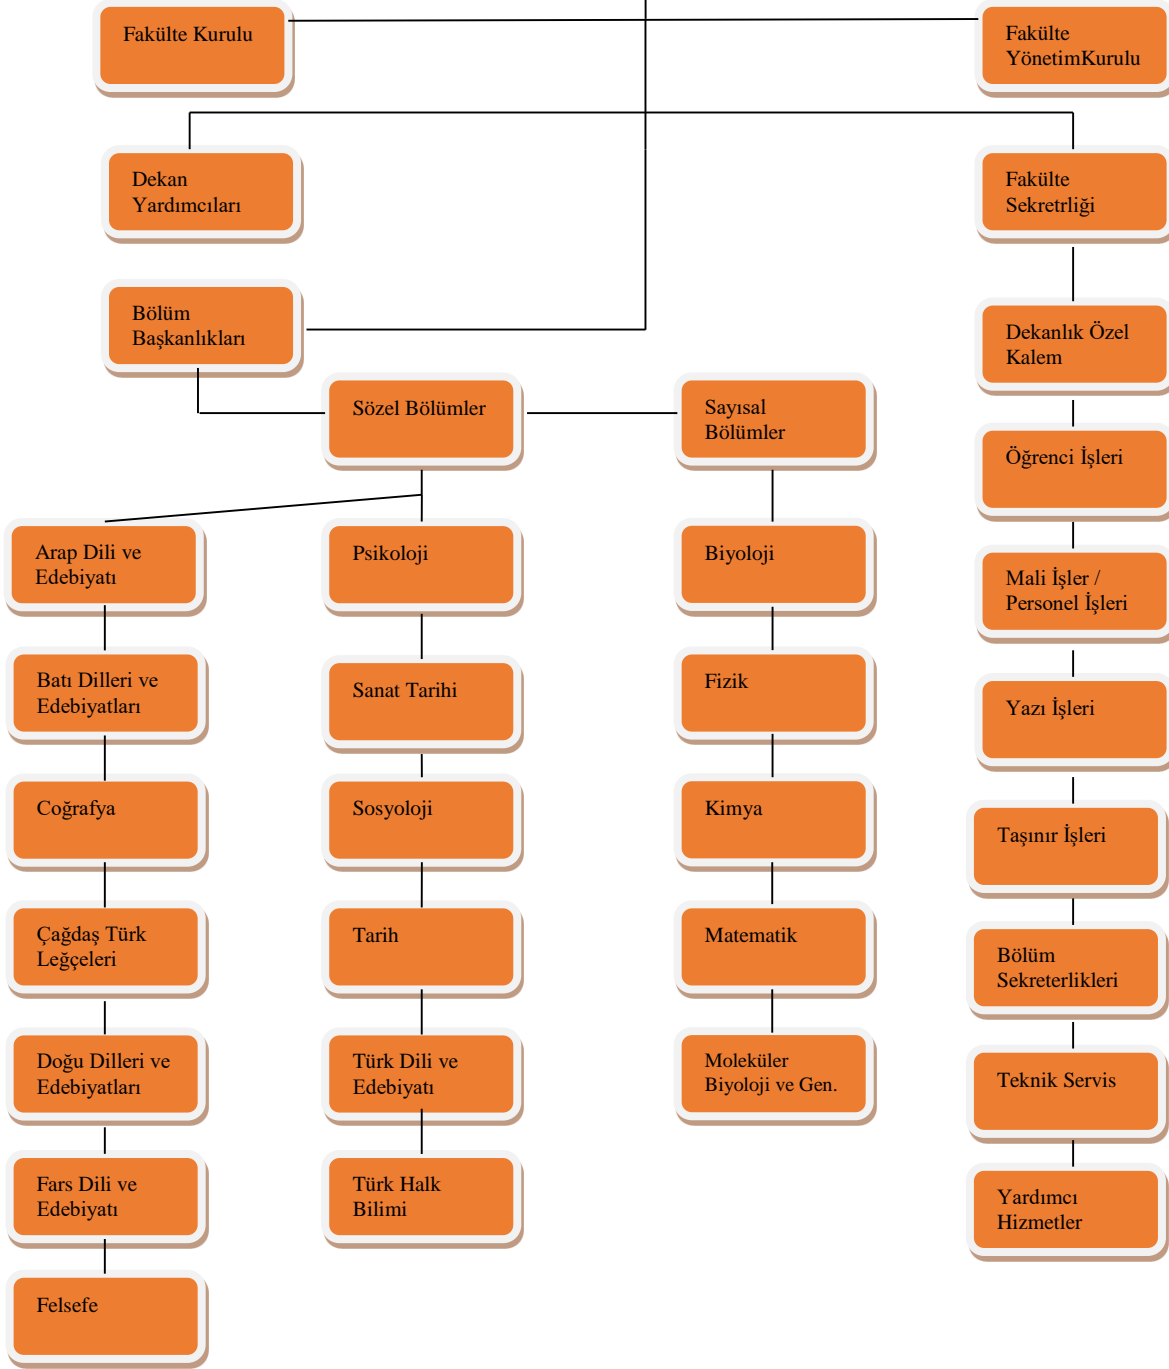 Fakülte Kurulu
Fakülte
YönetimKurulu
Dekan
Yardımcıları
Fakülte
Sekretrliği
Bölüm
Başkanlıkları
Dekanlık Özel
Kalem
Sözel Bölümler
Sayısal
Bölümler
Öğrenci İşleri
Arap Dili ve
Edebiyatı
Psikoloji
Biyoloji
Mali İşler /
Personel İşleri
Batı Dilleri ve
Edebiyatları
Sanat Tarihi
Fizik
Yazı İşleri
Coğrafya
Sosyoloji
Kimya
Taşınır İşleri
Çağdaş Türk
Leğçeleri
Tarih
Matematik
Bölüm
Sekreterlikleri
Doğu Dilleri ve
Edebiyatları
Türk Dili ve
Edebiyatı
Moleküler
Biyoloji ve Gen.
Teknik Servis
Fars Dili ve
Edebiyatı
Türk Halk
Bilimi
Yardımcı
Hizmetler
Felsefe